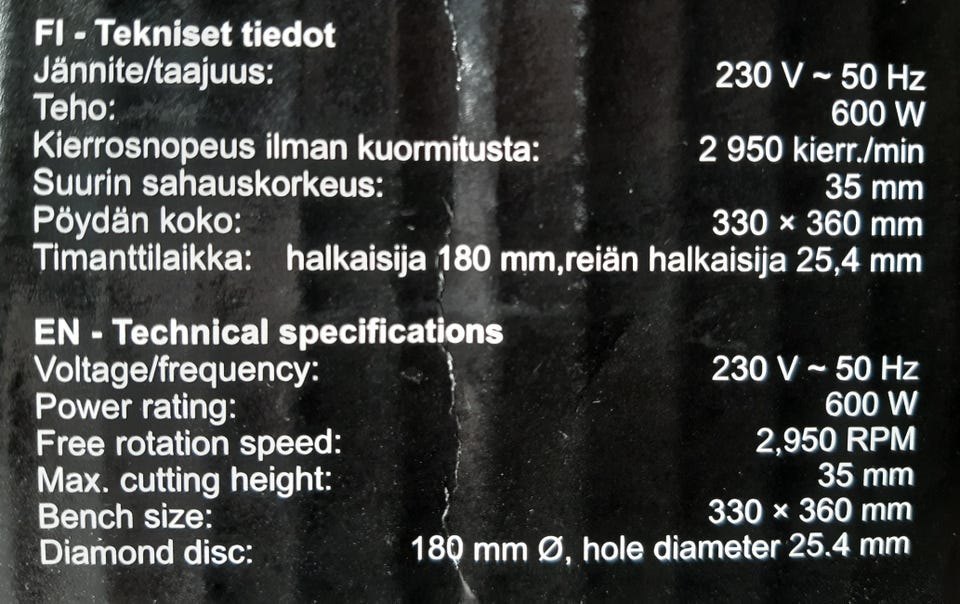 FI - Tekniset tiedot
Jännite/taajuus: 230 V ~ 50 Hz
Teho: 600 W
Kierrosnopeus ilman kuormitusta: 2 950 kierr./min
Suurin sahauskorkeus: 35 mm
Pöydän koko: 330 × 360 mm
Timanttilaikka: halkaisija 180 mm,reiän halkaisija 25,4 mm
EN - Technical specifications
Voltage/frequency: 230 V ~ 50 Hz
Power rating: 600 W
Free rotation speed: 2,950 RPM
Max. cutting height: 35 mm
Bench size: 330 × 360 mm
Diamond disc: 180 mm Ø, hole diameter 25.4 mm